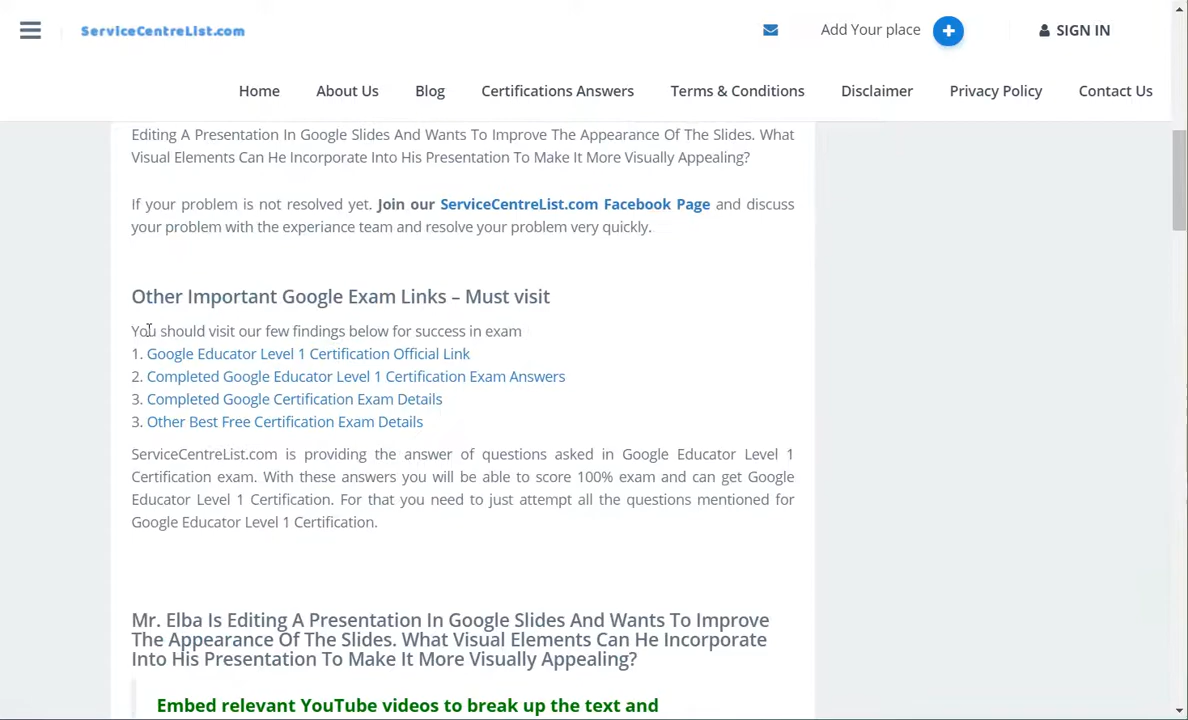 ServiceCentreList.com
Add Your place
SIGN IN
Home
About Us
Blog
Certifications Answers
Terms & Conditions
Disclaimer
Privacy Policy
Contact Us
Editing A Presentation In Google Slides And Wants To Improve The Appearance Of The Slides. What
Visual Elements Can He Incorporate Into His Presentation To Make It More Visually Appealing?
If your problem is not resolved yet. Join our ServiceCentreList.com Facebook Page and discuss
your problem with the experiance team and resolve your problem very quickly.
Other Important Google Exam Links – Must visit
You should visit our few findings below for success in exam
1. Google Educator Level 1 Certification Official Link
2. Completed Google Educator Level 1 Certification Exam Answers
3. Completed Google Certification Exam Details
3. Other Best Free Certification Exam Details
ServiceCentreList.com is providing the answer of questions asked in Google Educator Level 1
Certification exam. With these answers you will be able to score 100% exam and can get Google
Educator Level 1 Certification. For that you need to just attempt all the questions mentioned for
Google Educator Level 1 Certification.
Mr. Elba Is Editing A Presentation In Google Slides And Wants To Improve
The Appearance Of The Slides. What Visual Elements Can He Incorporate
Into His Presentation To Make It More Visually Appealing?
Embed relevant YouTube videos to break up the text and